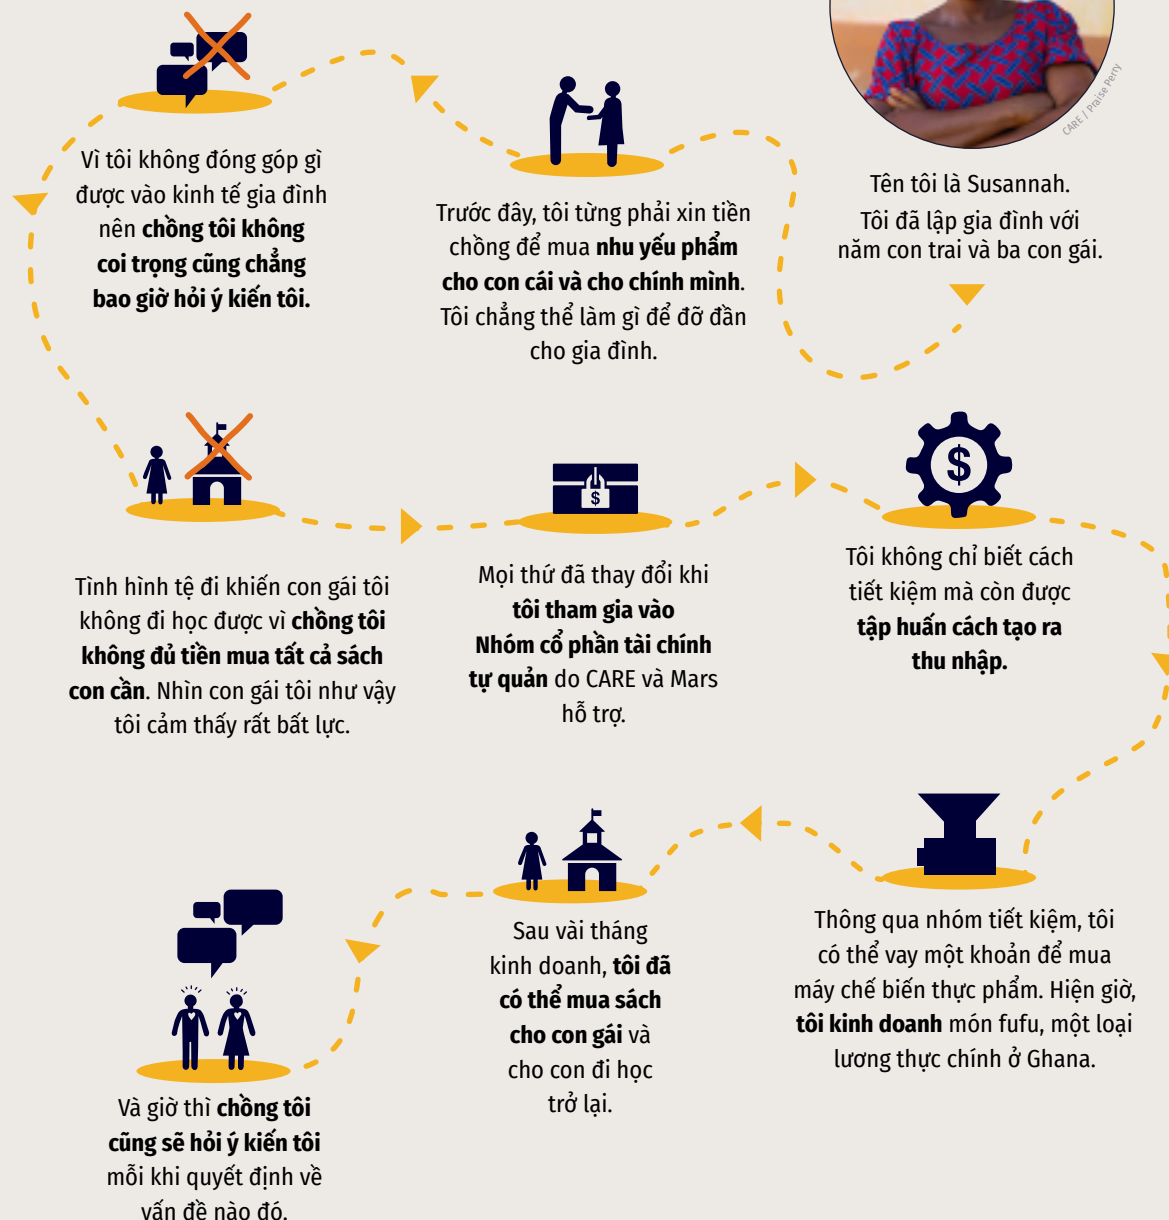 CARE / Praise Perry
Tên tôi là Susannah.
Tôi đã lập gia đình với
năm con trai và ba con gái.
Trước đây, tôi từng phải xin tiền
chồng để mua nhu yếu phẩm
cho con cái và cho chính mình.
Tôi chẳng thể làm gì để đỡ đần
cho gia đình.
Vì tôi không đóng góp gì
được vào kinh tế gia đình
nên chồng tôi không
coi trọng cũng chẳng
bao giờ hỏi ý kiến tôi.
Tình hình tệ đi khiến con gái tôi
không đi học được vì chồng tôi
không đủ tiền mua tất cả sách
con cần. Nhìn con gái tôi như vậy
tôi cảm thấy rất bất lực.
$
Mọi thứ đã thay đổi khi
tôi tham gia vào
Nhóm cổ phần tài chính
tự quản do CARE và Mars
hỗ trợ.
$
Tôi không chỉ biết cách
tiết kiệm mà còn được
tập huấn cách tạo ra
thu nhập.
Thông qua nhóm tiết kiệm, tôi
có thể vay một khoản để mua
máy chế biến thực phẩm. Hiện giờ,
tôi kinh doanh món fufu, một loại
lương thực chính ở Ghana.
Sau vài tháng
kinh doanh, tôi đã
có thể mua sách
cho con gái và
cho con đi học
trở lại.
Và giờ thì chồng tôi
cũng sẽ hỏi ý kiến tôi
mỗi khi quyết định về
vấn đề nào đó.